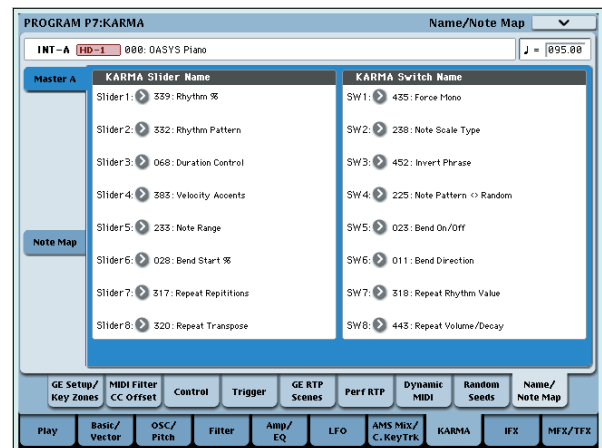 PROGRAM P7:KARMA Name/Note Map
INT-A HD-1 000: OASYS Piano ♩ = 095.00
Master A
Note Map
KARMA Slider Name
Slider1: 339: Rhythm %
Slider2: 332: Rhythm Pattern
Slider3: 068: Duration Control
Slider4: 383: Velocity Accents
Slider5: 233: Note Range
Slider6: 028: Bend Start %
Slider7: 317: Repeat Repititions
Slider8: 320: Repeat Transpose
KARMA Switch Name
SW1: 435: Force Mono
SW2: 238: Note Scale Type
SW3: 452: Invert Phrase
SW4: 225: Note Pattern <> Random
SW5: 023: Bend On/Off
SW6: 011: Bend Direction
SW7: 318: Repeat Rhythm Value
SW8: 443: Repeat Volume/Decay
GE Setup/
Key Zones
MIDI Filter
CC Offset
Control
Trigger
GE RTP
Scenes
Perf RTP
Dynamic
MIDI
Random
Seeds
Name/
Note Map
Play
Basic/
Vector
OSC/
Pitch
Filter
Amp/
EQ
LFO
AMS Mix/
C.KeyTrk
KARMA
IFX
MFX/TFX